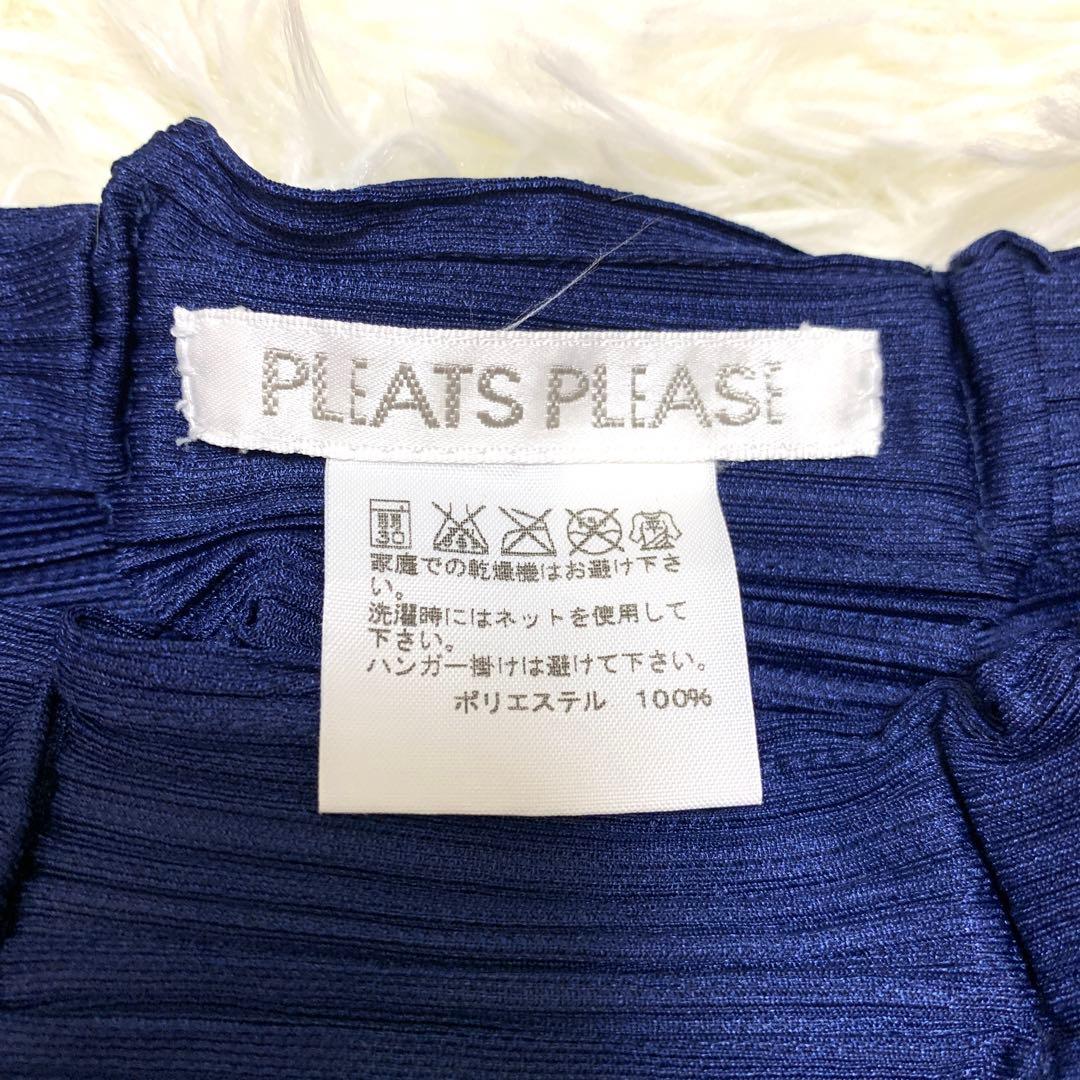 PLEATS PLEASE
30
家庭での乾燥機はお避け下さ
い。
洗濯時にはネットを使用して
下さい。
ハンガー掛けは避けて下さい。
ポリエステル 100%